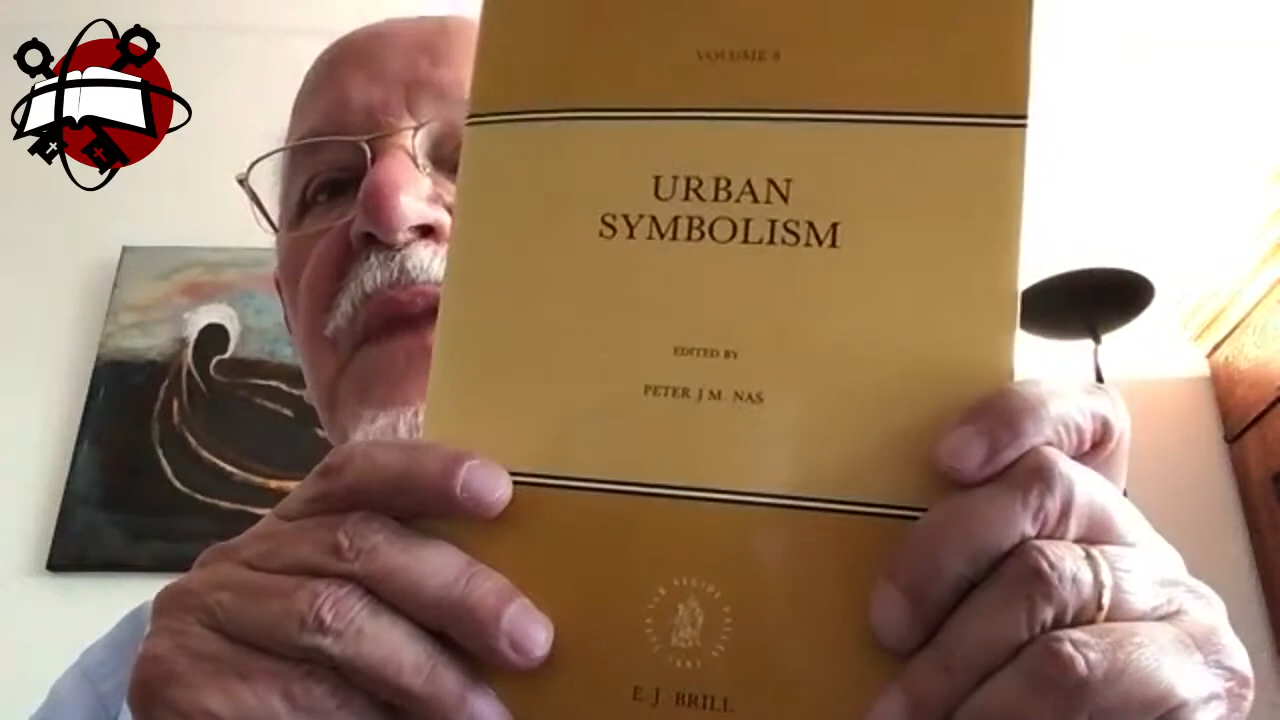 VOLUME 8
URBAN
SYMBOLISM
EDITED BY
PETER J.M. NAS
E. J. BRILL